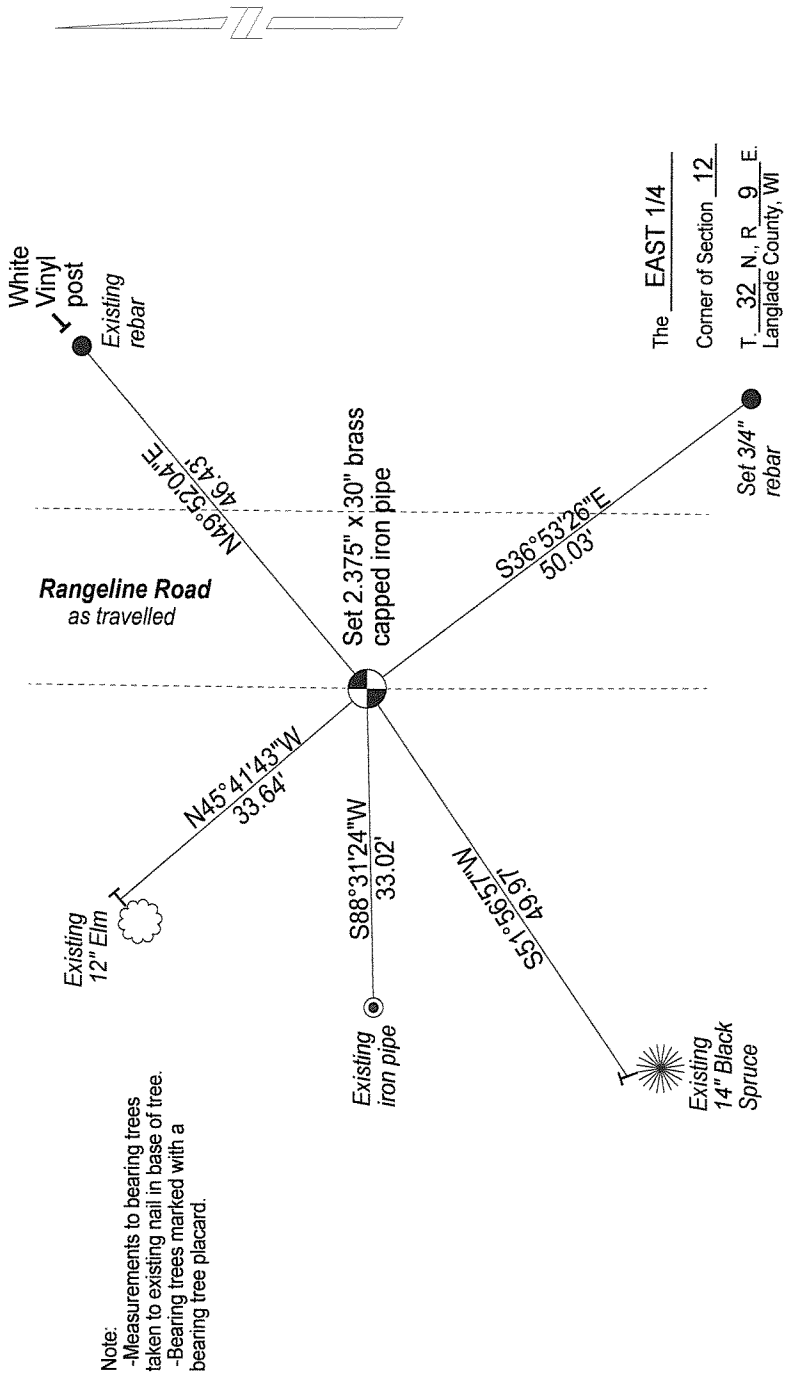 White
Vinyl
post
Existing
rebar
N49°52'04"E
46.43'
Rangeline Road
as travelled
Set 2.375" x 30" brass
capped iron pipe
Existing
12" Elm
N45°41'43"W
33.64'
S88°31'24"W
33.02'
Existing
iron pipe
S51°56'57"W
49.97'
Existing
14" Black
Spruce
S36°53'26"E
50.03'
Set 3/4"
rebar
The EAST 1/4
Corner of Section 12
T. 32 N., R 9 E.
Langlade County, WI
Note:
-Measurements to bearing trees
taken to existing nail in base of tree.
-Bearing trees marked with a
bearing tree placard.
N